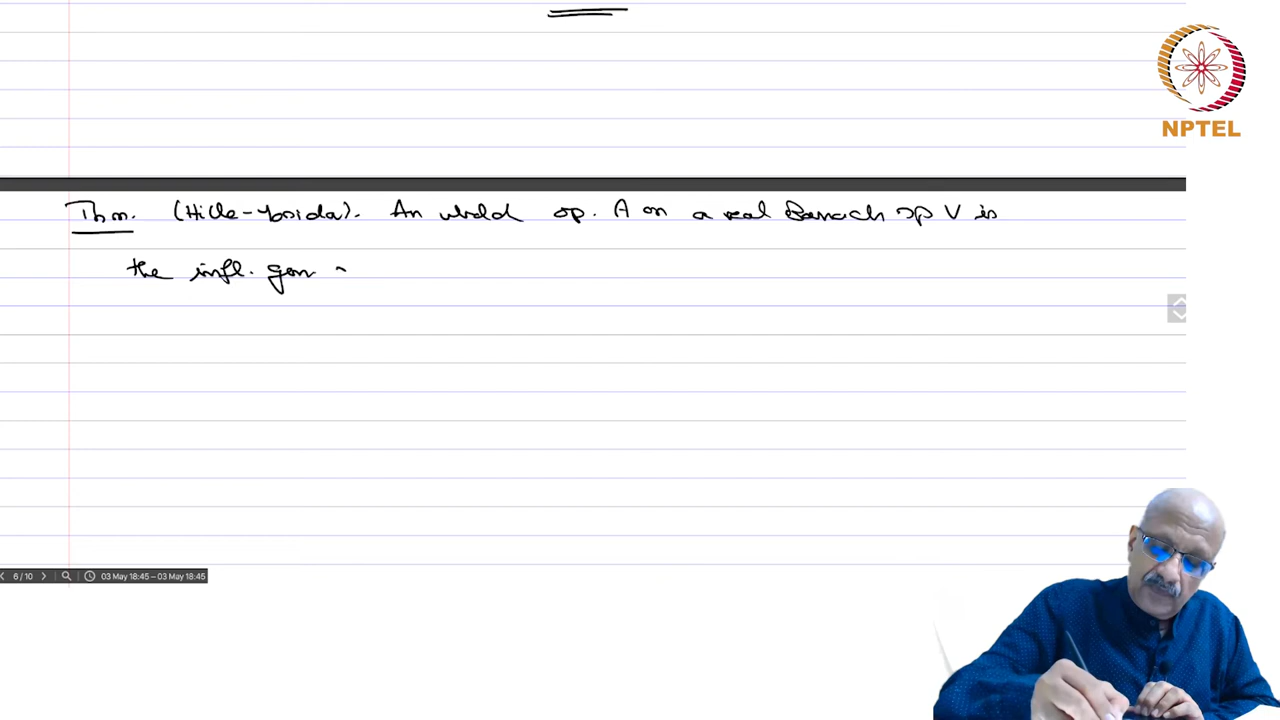 NPTEL
Thm. (Hille-Yosida). An unbdd op. A on a real Banach sp V is
the infl. gen
6/10 03 May 18:45 – 03 May 18:45